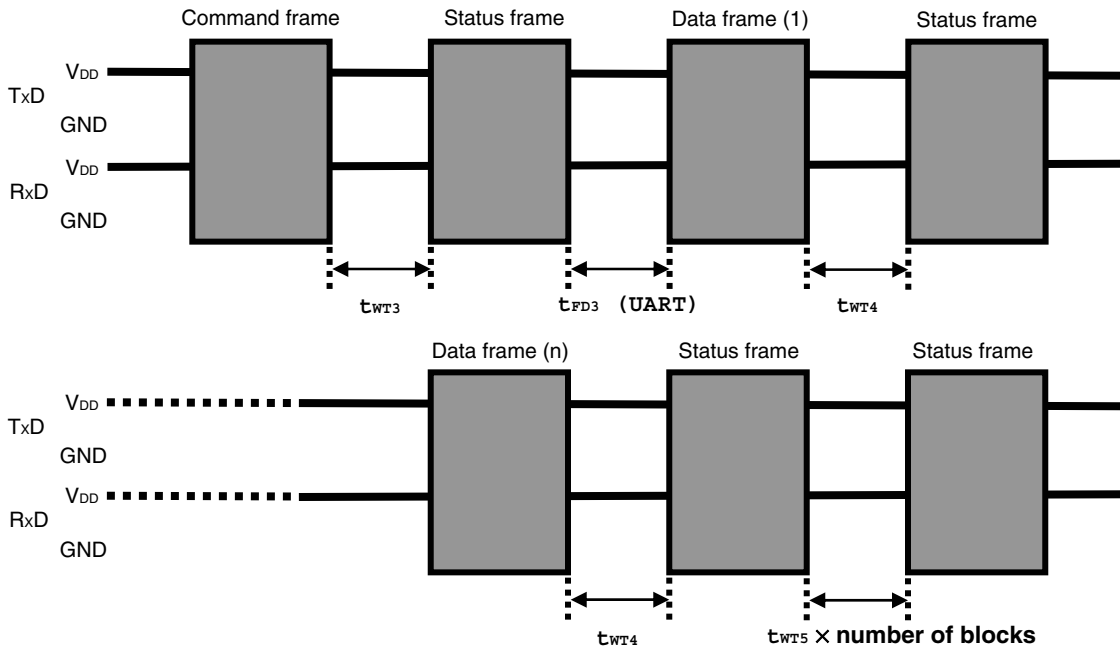 Command frame Status frame Data frame (1) Status frame
VDD
TxD
GND
VDD
RxD
GND
tWT3 tFD3 (UART) tWT4
Data frame (n) Status frame Status frame
VDD
TxD
GND
VDD
RxD
GND
tWT4 tWT5 × number of blocks